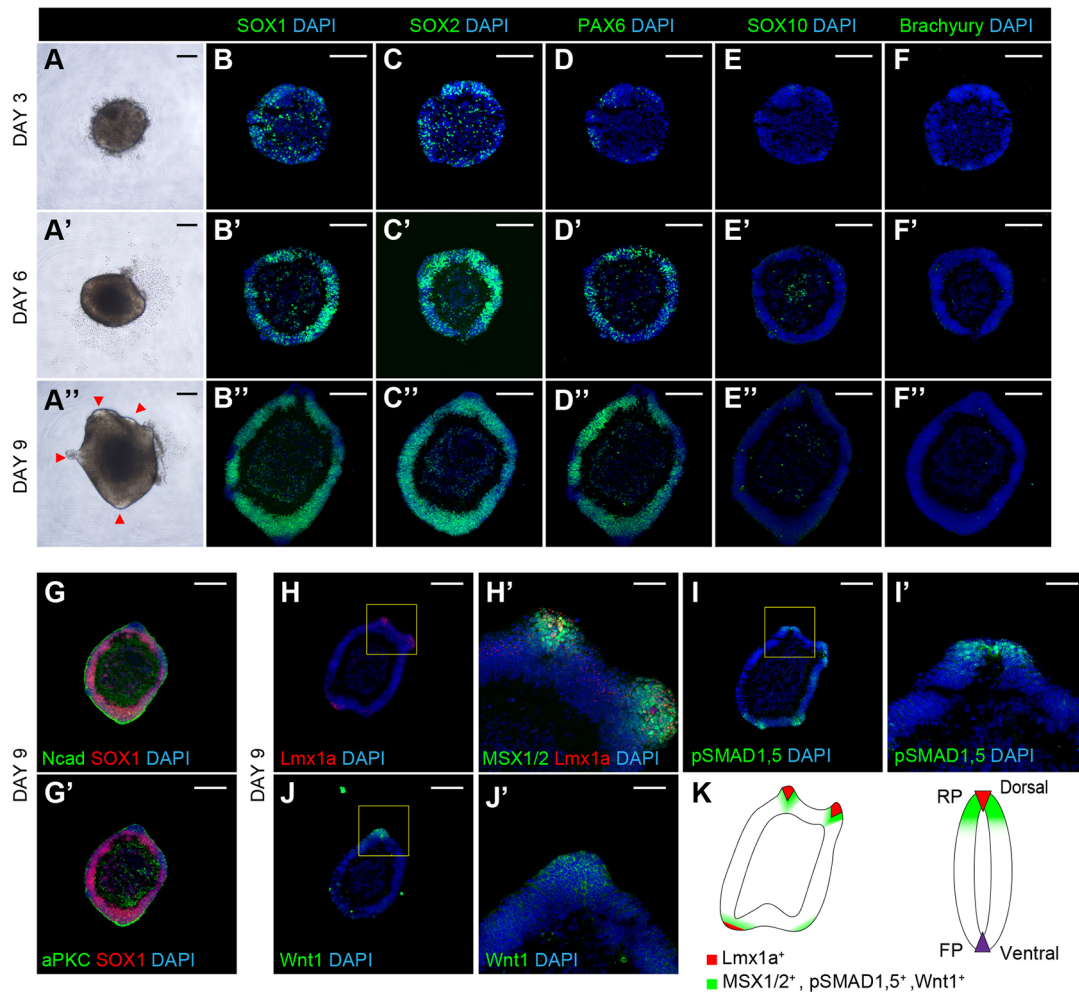 SOX1 DAPI SOX2 DAPI PAX6 DAPI SOX10 DAPI Brachyury DAPI
DAY 3
A B C D E F
DAY 6
A’ B’ C’ D’ E’ F’
DAY 9
A’’ B’’ C’’ D’’ E’’ F’’
DAY 9
G
Ncad SOX1 DAPI
G’
aPKC SOX1 DAPI
DAY 9
H
Lmx1a DAPI
H’
MSX1/2 Lmx1a DAPI
I
pSMAD1,5 DAPI
I’
pSMAD1,5 DAPI
J
Wnt1 DAPI
J’
Wnt1 DAPI
K
RP Dorsal
FP Ventral
Lmx1a⁺
MSX1/2⁺ , pSMAD1,5⁺ ,Wnt1⁺